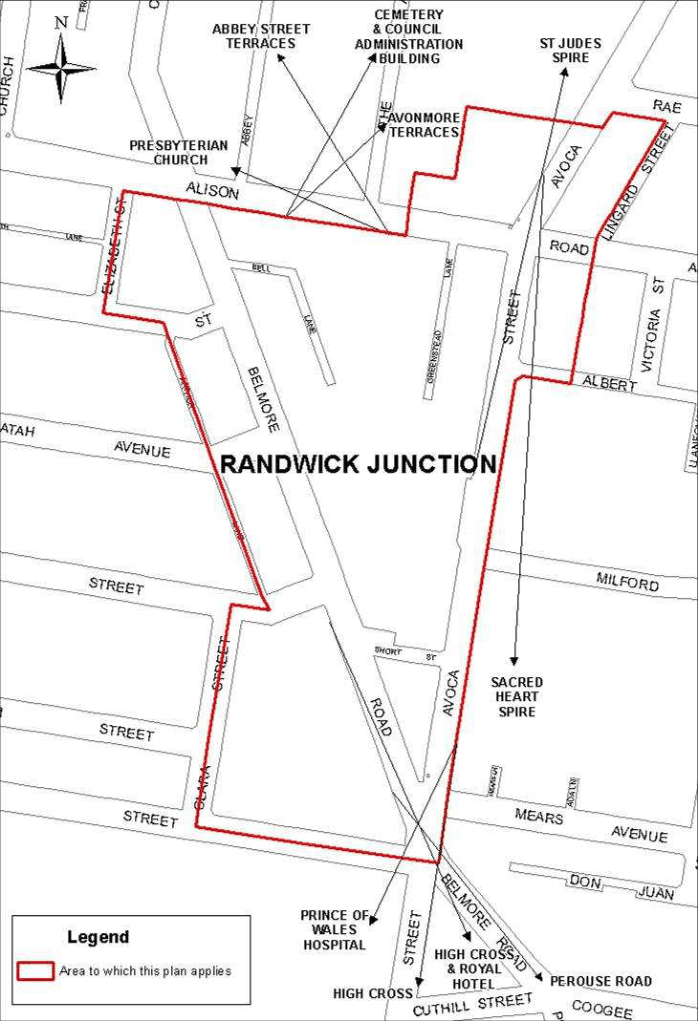 CEMETERY
& COUNCIL
ADMINISTRATION
BUILDING
ABBEY STREET
TERRACES
ST JUDES
SPIRE
N
CHURCH
THE
RAE
ABBEY
AVONMORE
TERRACES
PRESBYTERIAN
CHURCH
AVOCA
LINGARD STREET
ALISON
ROAD
ELIZABETH ST
LANE
BELL
LANE
LANE
GREENSTEAD
STREET
VICTORIA ST
ST
BELMORE
ALBERT
ATAH
AVENUE
RANDWICK JUNCTION
STREET
MILFORD
STREET
SHORT ST
SACRED
HEART
SPIRE
AVOCA
ROAD
STREET
CLARA
STREET
MEARS
AVENUE
DON
JUAN
BELMORE ROAD
PRINCE OF
WALES
HOSPITAL
STREET
HIGH CROSS
& ROYAL
HOTEL
PEROUSE ROAD
HIGH CROSS
CUTHILL STREET
COOGEE
Legend
Area to which this plan applies